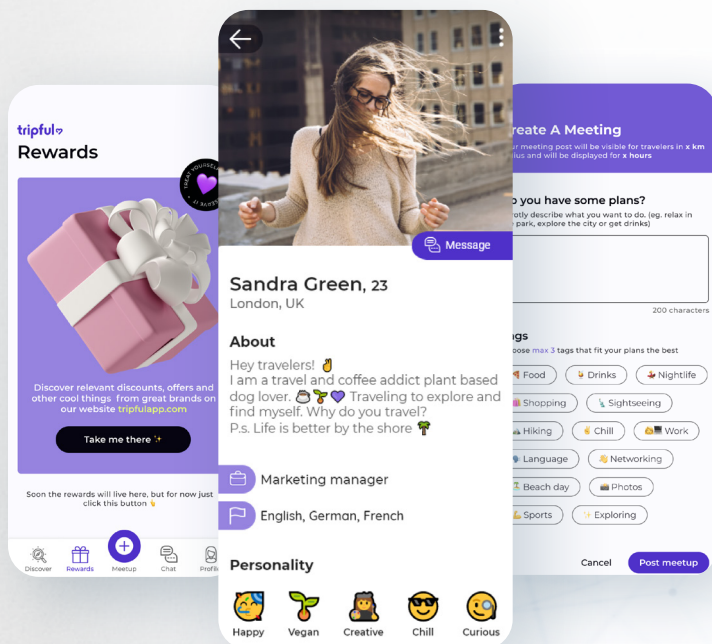 tripful
Rewards
TREAT YOURSELF
Discover relevant discounts, offers and
other cool things from great brands on
our website tripfulapp.com
Take me there
Soon the rewards will live here, but for now just
click this button
Discover
Rewards
Meetup
Chat
Profile
Message
Sandra Green, 23
London, UK
About
Hey travelers!
I am a travel and coffee addict plant based
dog lover. Traveling to explore and
find myself. Why do you travel?
P.s. Life is better by the shore
Marketing manager
English, German, French
Personality
Happy
Vegan
Creative
Chill
Curious
reate A Meeting
ur meeting post will be visible for travelers in x km
dius and will be displayed for x hours
o you have some plans?
otly describe what you want to do. (eg. relax in
park, explore the city or get drinks)
200 characters
gs
oose max 3 tags that fit your plans the best
Food
Drinks
Nightlife
Shopping
Sightseeing
Hiking
Chill
Work
Language
Networking
Beach day
Photos
Sports
Exploring
Cancel
Post meetup